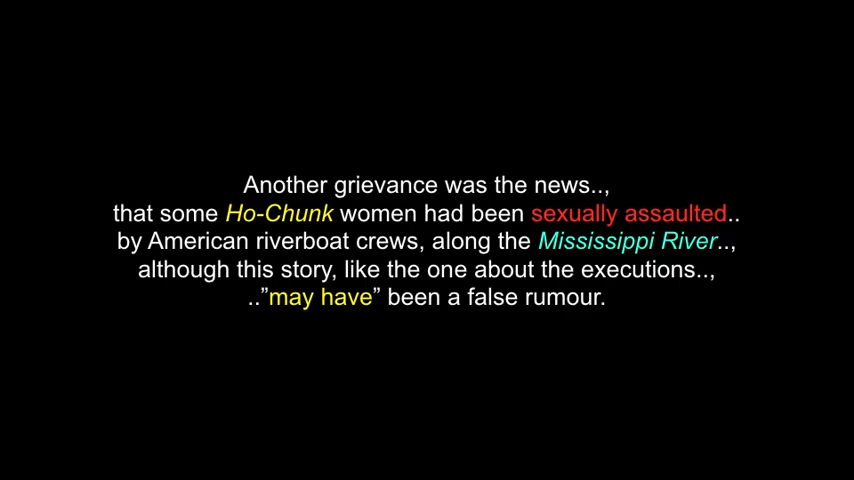 Another grievance was the news..,
that some Ho-Chunk women had been sexually assaulted..
by American riverboat crews, along the Mississippi River..,
although this story, like the one about the executions..,
..”may have” been a false rumour.